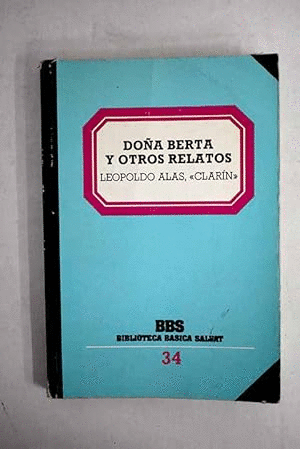 DOÑA BERTA
Y OTROS RELATOS
LEOPOLDO ALAS, «CLARÍN»
BBS
BIBLIOTECA BASICA SALVAT
34